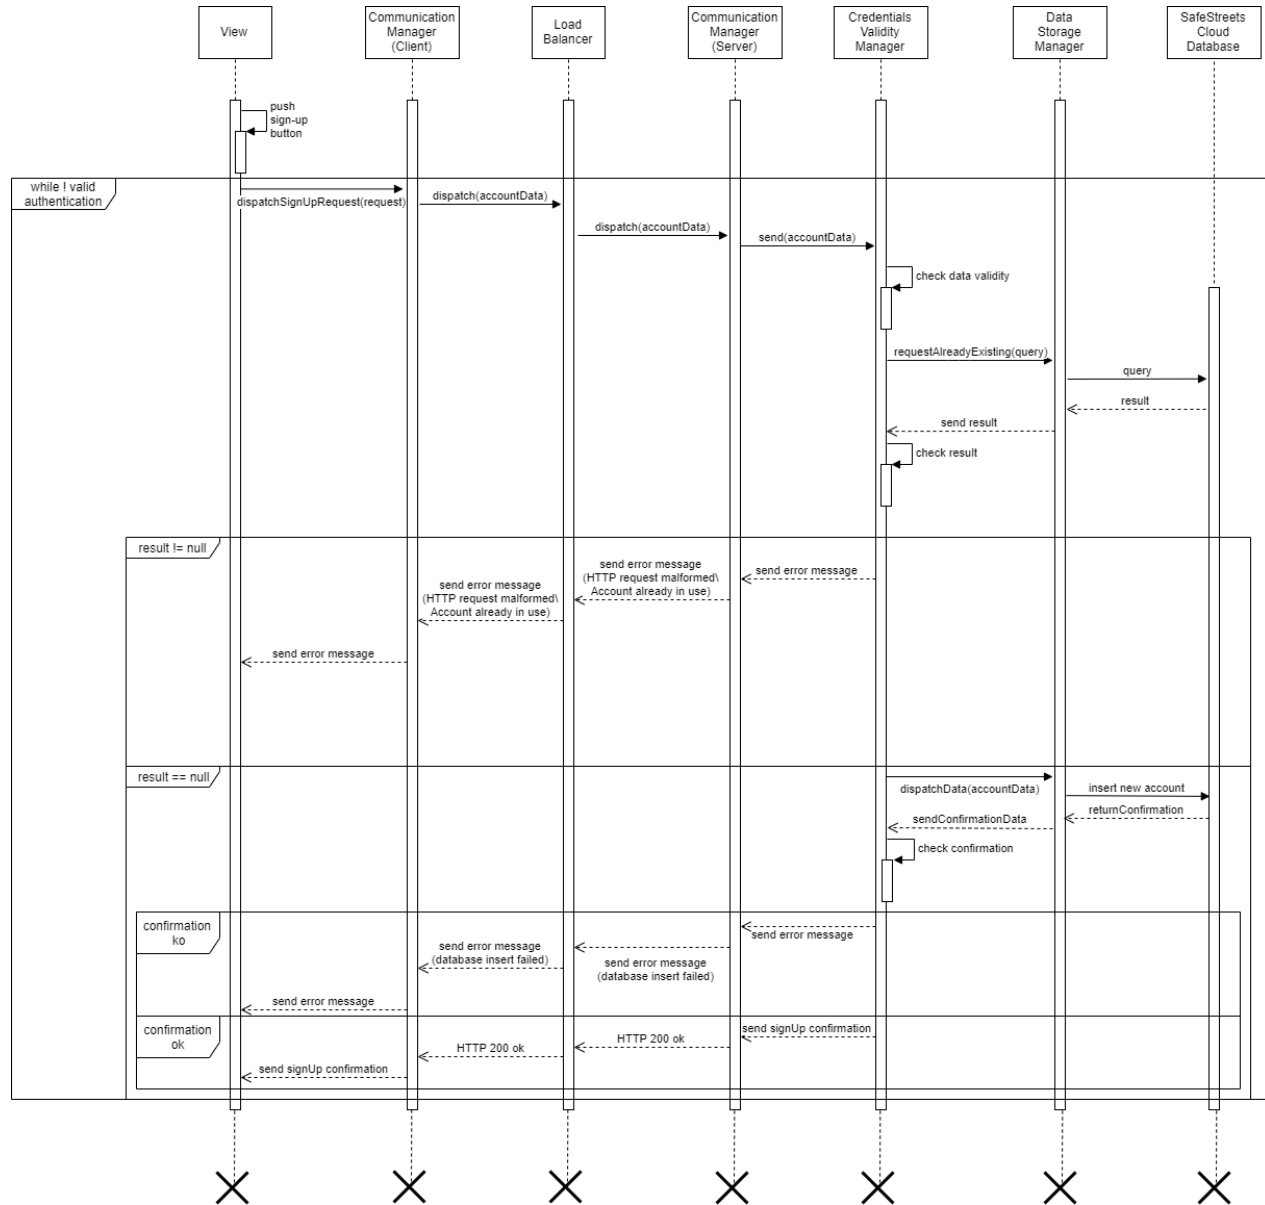 View
Communication
Manager
(Client)
Load
Balancer
Communication
Manager
(Server)
Credentials
Validity
Manager
Data
Storage
Manager
SafeStreets
Cloud
Database
push
sign-up
button
while ! valid
authentication
dispatchSignUpRequest(request)
dispatch(accountData)
dispatch(accountData)
send(accountData)
check data validity
requestAlreadyExisting(query)
query
result
send result
check result
result != null
send error message
send error message
(HTTP request malformed\
Account already in use)
send error message
(HTTP request malformed\
Account already in use)
send error message
result == null
dispatchData(accountData)
insert new account
returnConfirmation
sendConfirmationData
check confirmation
confirmation
ko
send error message
send error message
(database insert failed)
send error message
(database insert failed)
send error message
confirmation
ok
send signUp confirmation
HTTP 200 ok
HTTP 200 ok
send signUp confirmation